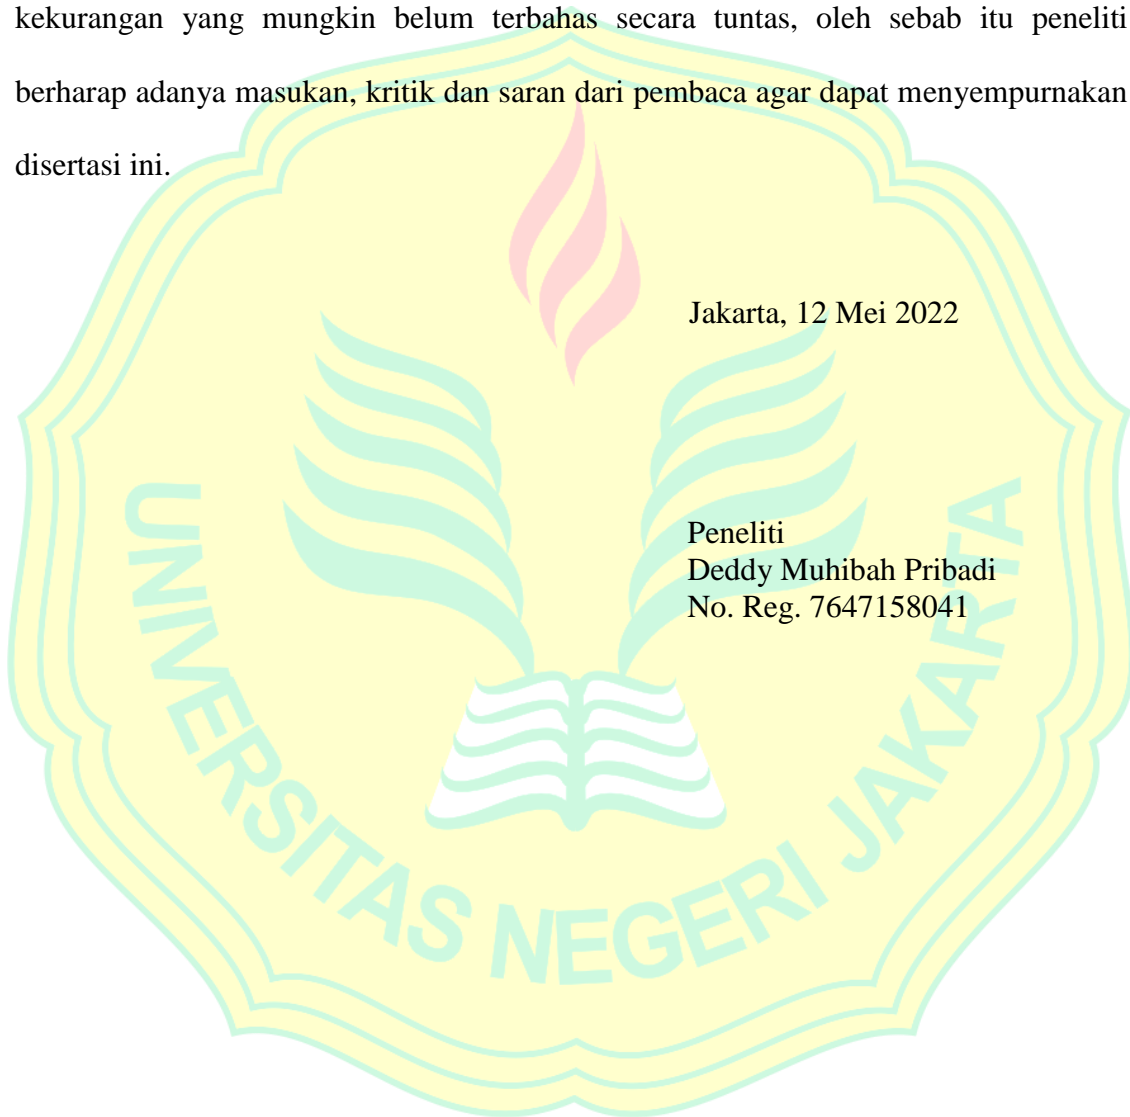 kekurangan yang mungkin belum terbahas secara tuntas, oleh sebab itu peneliti
berharap adanya masukan, kritik dan saran dari pembaca agar dapat menyempurnakan
disertasi ini.
Jakarta, 12 Mei 2022
Peneliti
Deddy Muhibah Pribadi
No. Reg. 7647158041
UNIVERSITAS NEGERI JAKARTA